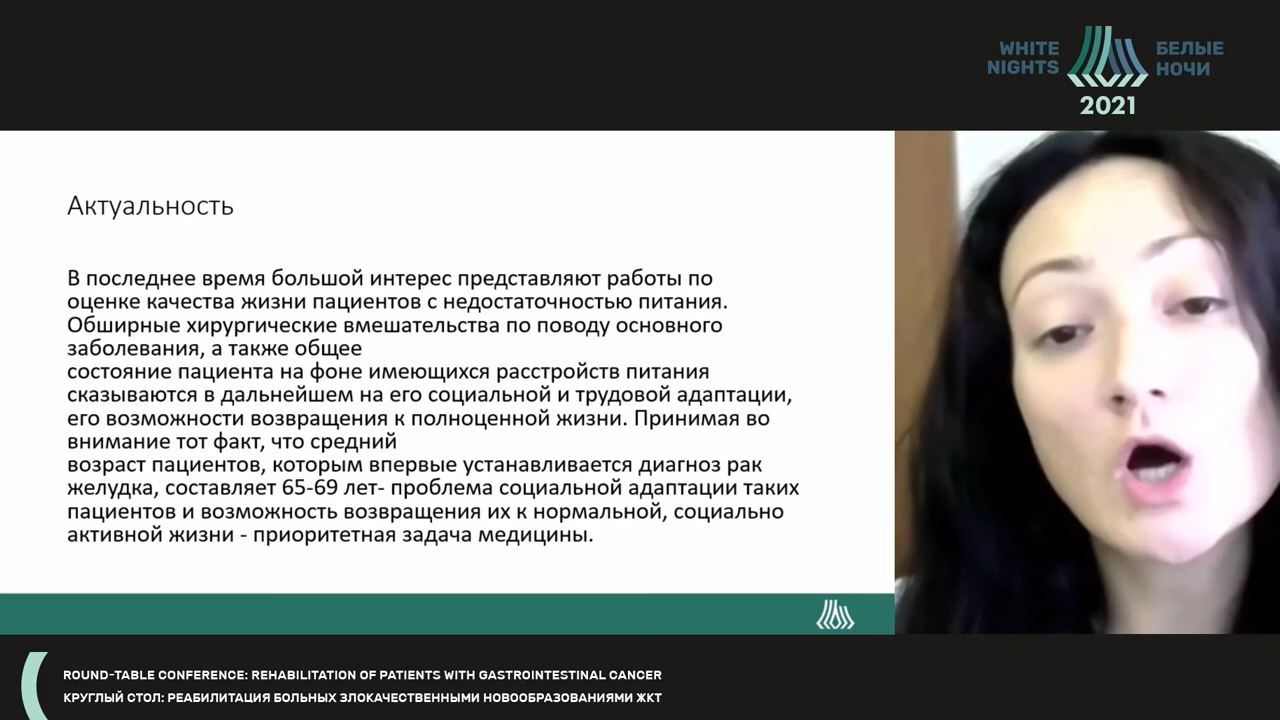 WHITE
NIGHTS
БЕЛЫЕ
НОЧИ
2021
Актуальность
В последнее время большой интерес представляют работы по
оценке качества жизни пациентов с недостаточностью питания.
Обширные хирургические вмешательства по поводу основного
заболевания, а также общее
состояние пациента на фоне имеющихся расстройств питания
сказываются в дальнейшем на его социальной и трудовой адаптации,
его возможности возвращения к полноценной жизни. Принимая во
внимание тот факт, что средний
возраст пациентов, которым впервые устанавливается диагноз рак
желудка, составляет 65-69 лет- проблема социальной адаптации таких
пациентов и возможность возвращения их к нормальной, социально
активной жизни - приоритетная задача медицины.
ROUND-TABLE CONFERENCE: REHABILITATION OF PATIENTS WITH GASTROINTESTINAL CANCER
КРУГЛЫЙ СТОЛ: РЕАБИЛИТАЦИЯ БОЛЬНЫХ ЗЛОКАЧЕСТВЕННЫМИ НОВООБРАЗОВАНИЯМИ ЖКТ